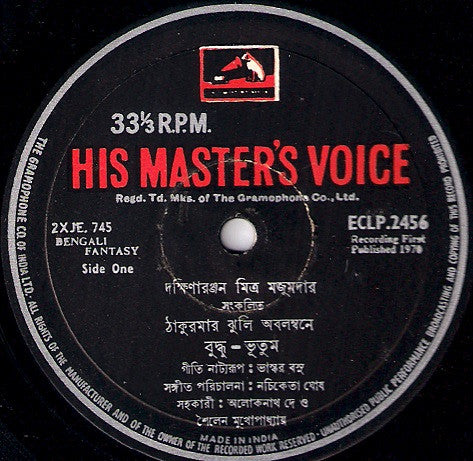 33⅓ R.P.M.
HIS MASTER'S VOICE
Regd. Td. Mks. of The Gramophone Co., Ltd.
2XJE. 745
BENGALI
FANTASY
Side One
ECLP.2456
Recording First
Published 1970
দক্ষিণারঞ্জন মিত্র মজুমদার
সংকলিত
ঠাকুরমার ঝুলি অবলম্বনে
বুদ্ধু - ভূতুম
গীতি নাট্যরূপ : ভাস্কর বসু
সঙ্গীত পরিচালনা : নচিকেতা ঘোষ
সহকারী : অলোকনাথ দে ও
শৈলেন মুখোপাধ্যায়
MADE IN INDIA
THE GRAMOPHONE CO. OF INDIA LTD. ALL RIGHTS OF THE MANUFACTURER AND OF THE OWNER OF THE RECORDED WORK RESERVED. UNAUTHORISED PUBLIC PERFORMANCE BROADCASTING AND COPYING OF THE RECORD PROHIBITED